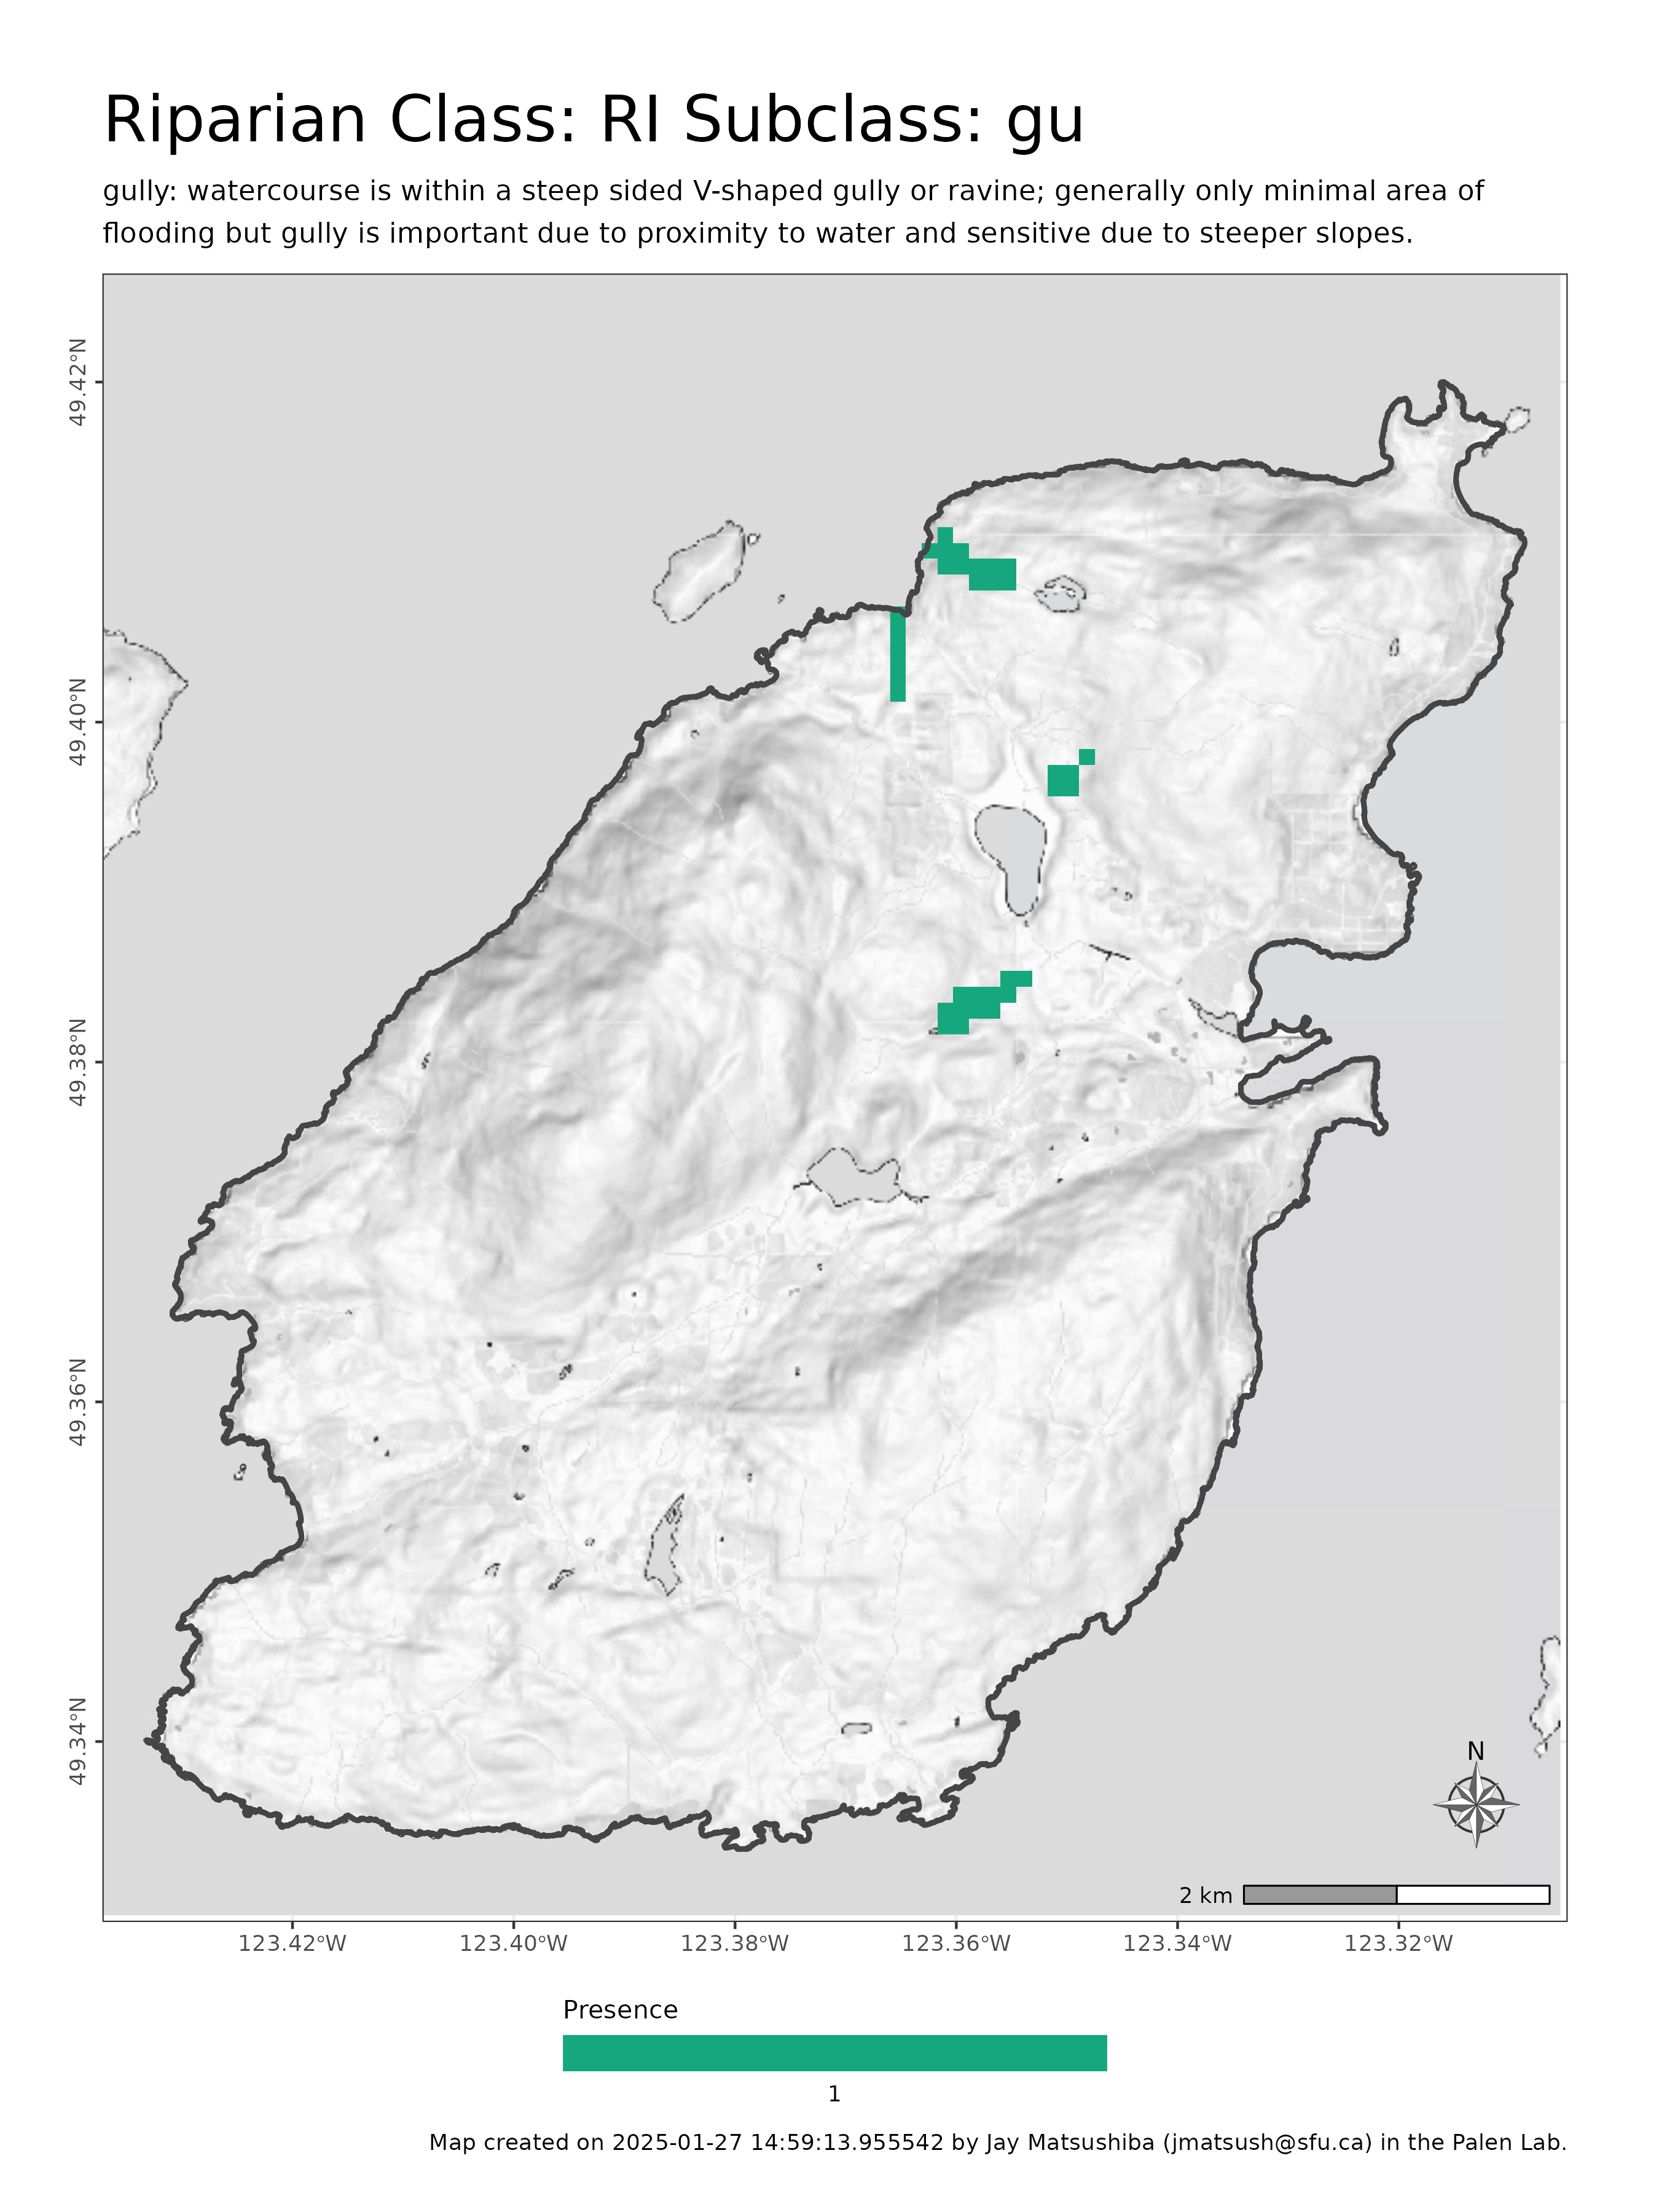 Riparian Class: RI Subclass: gu
gully: watercourse is within a steep sided V-shaped gully or ravine; generally only minimal area of
flooding but gully is important due to proximity to water and sensitive due to steeper slopes.
49.42°N
49.40°N
49.38°N
49.36°N
49.34°N
N
2 km
123.42°W 123.40°W 123.38°W 123.36°W 123.34°W 123.32°W
Presence
1
Map created on 2025-01-27 14:59:13.955542 by Jay Matsushiba (jmatsush@sfu.ca) in the Palen Lab.